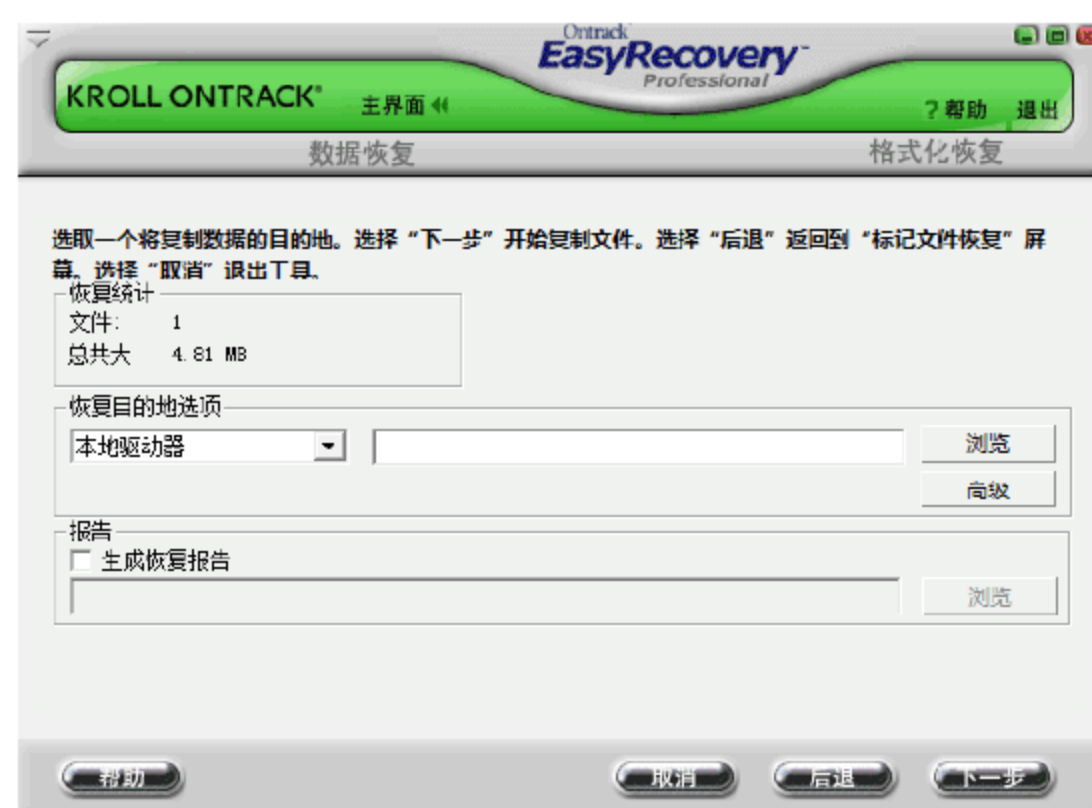 Ontrack
EasyRecovery™
Professional
KROLL ONTRACK® 主界面 ?帮助 退出
数据恢复 格式化恢复
选取一个将复制数据的目的地。选择“下一步”开始复制文件。选择“后退”返回到“标记文件恢复”屏
幕。选择“取消”退出工具。
恢复统计
文件: 1
总共大 4.81 MB
恢复目的地选项
本地驱动器 浏览
高级
报告
生成恢复报告
浏览
帮助 取消 后退 下一步